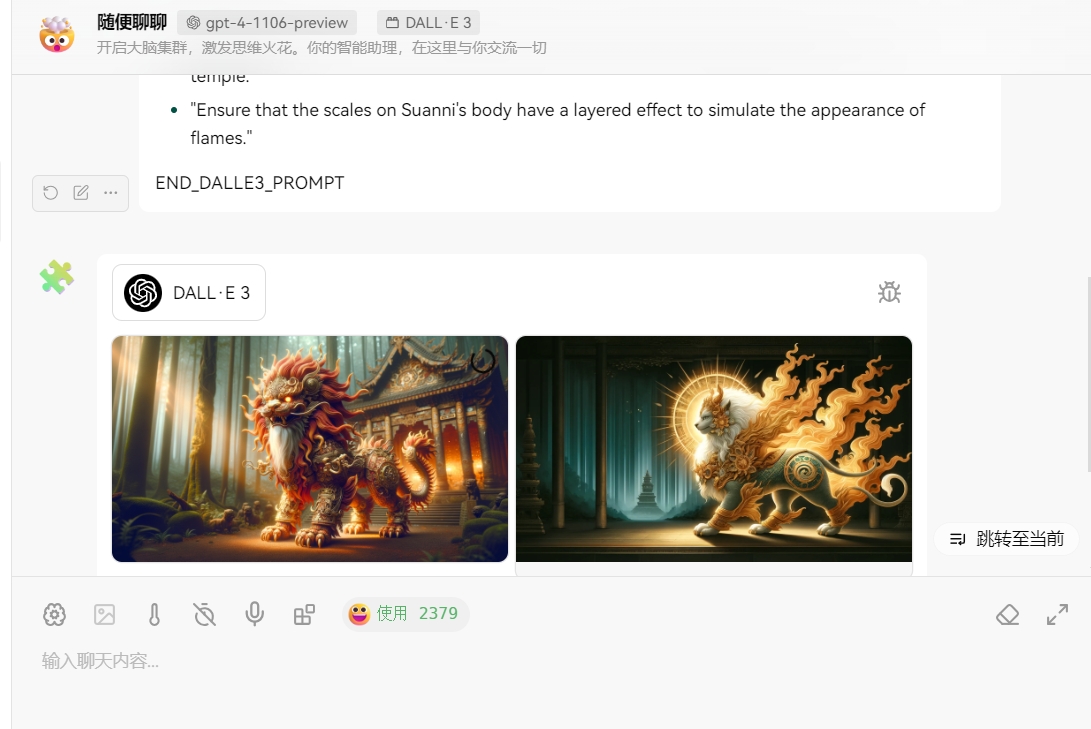 随便聊聊 gpt-4-1106-preview DALL·E 3
开启大脑集群，激发思维火花。你的智能助理，在这里与你交流一切
temple.
"Ensure that the scales on Suanni's body have a layered effect to simulate the appearance of
flames."
END_DALLE3_PROMPT
DALL·E 3
跳转至当前
使用 2379
输入聊天内容...